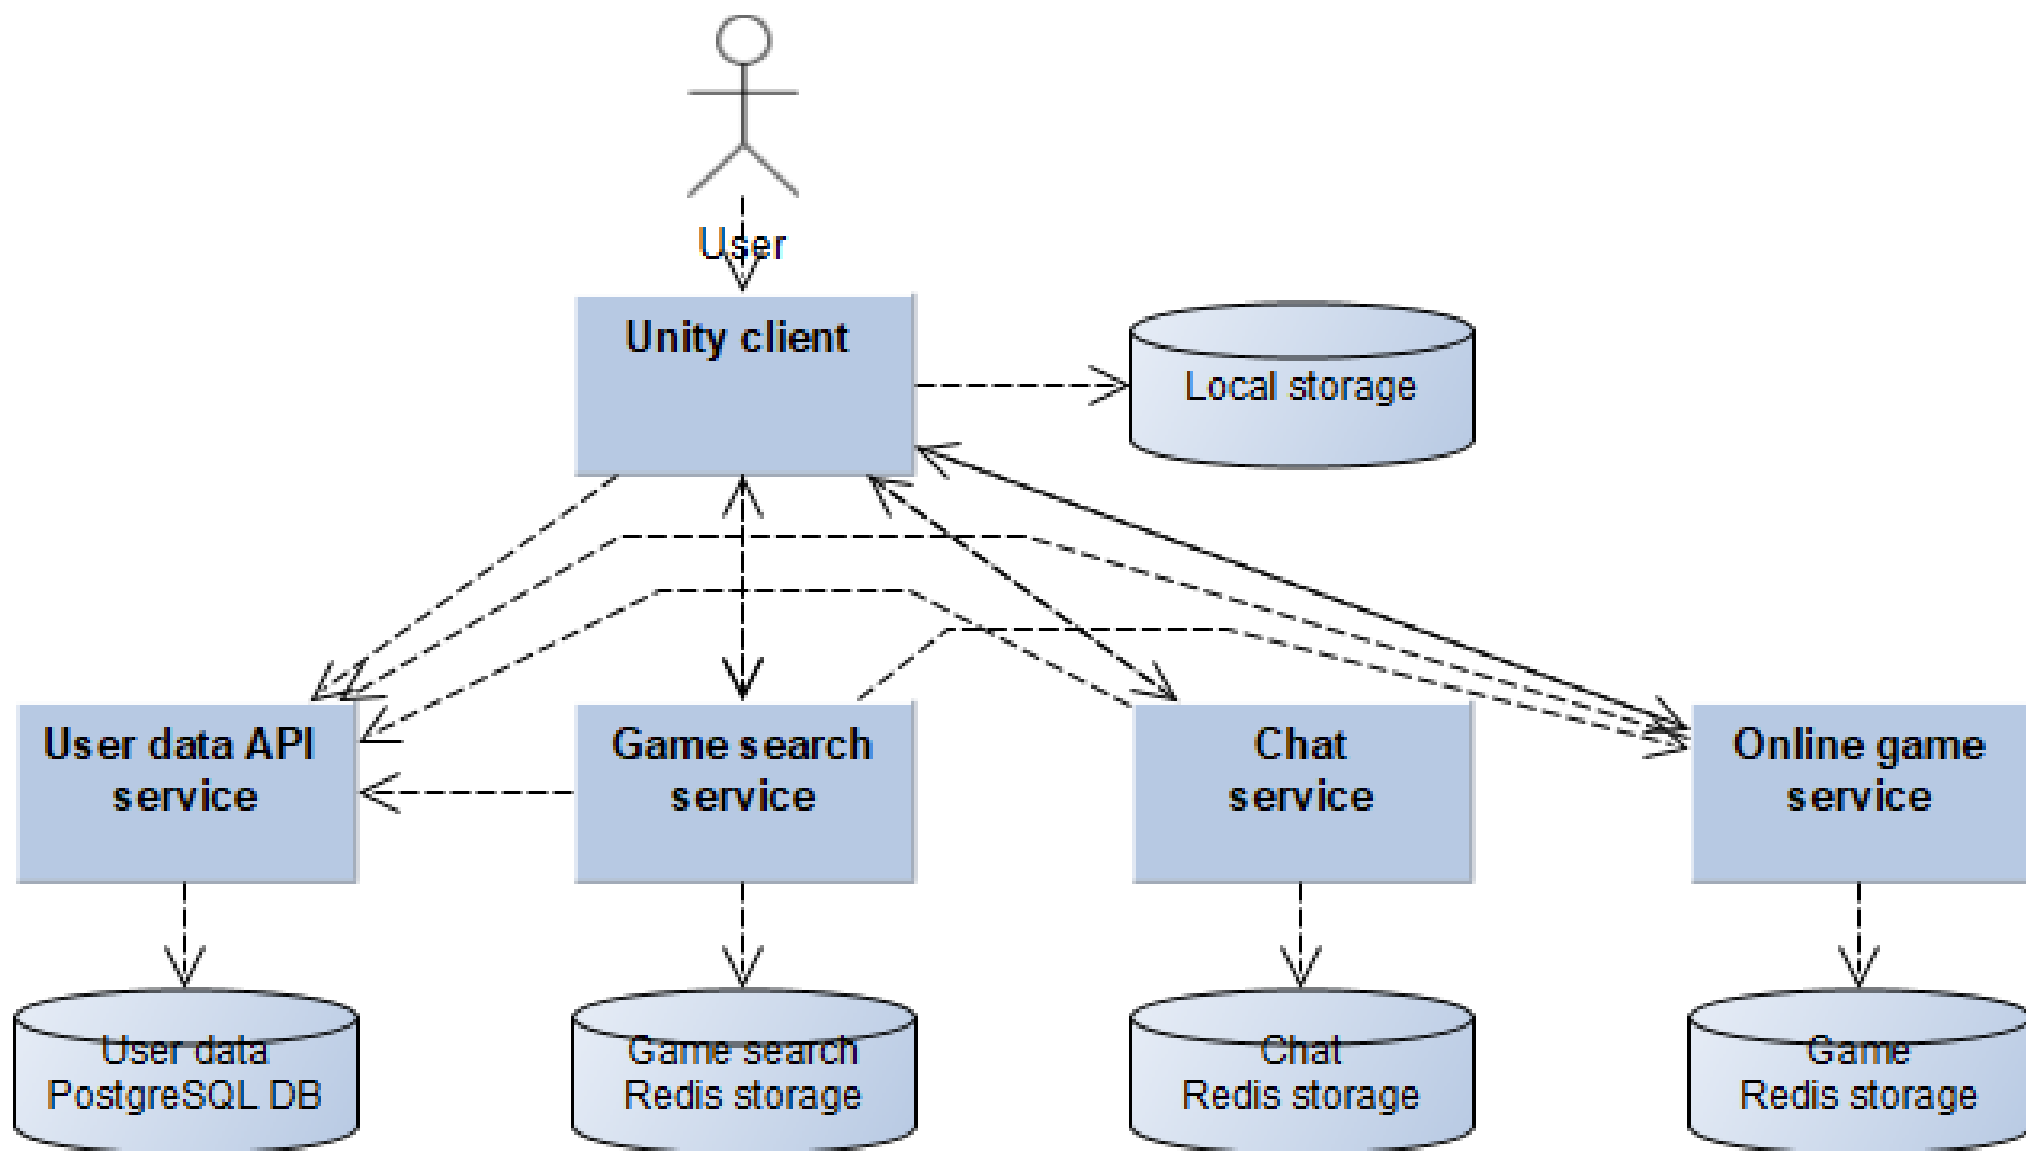 User
Unity client
Local storage
User data API
service
Game search
service
Chat
service
Online game
service
User data
PostgreSQL DB
Game search
Redis storage
Chat
Redis storage
Game
Redis storage